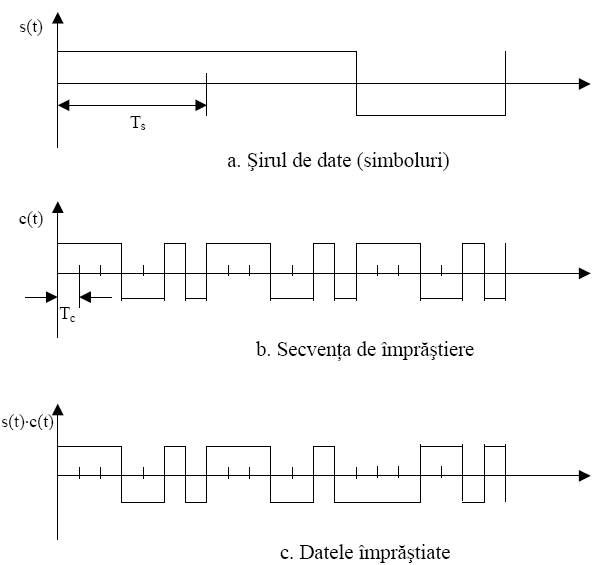 s(t)
Ts
a. Şirul de date (simboluri)
c(t)
Tc
b. Secvenţa de împrăştiere
s(t)·c(t)
c. Datele împrăştiate